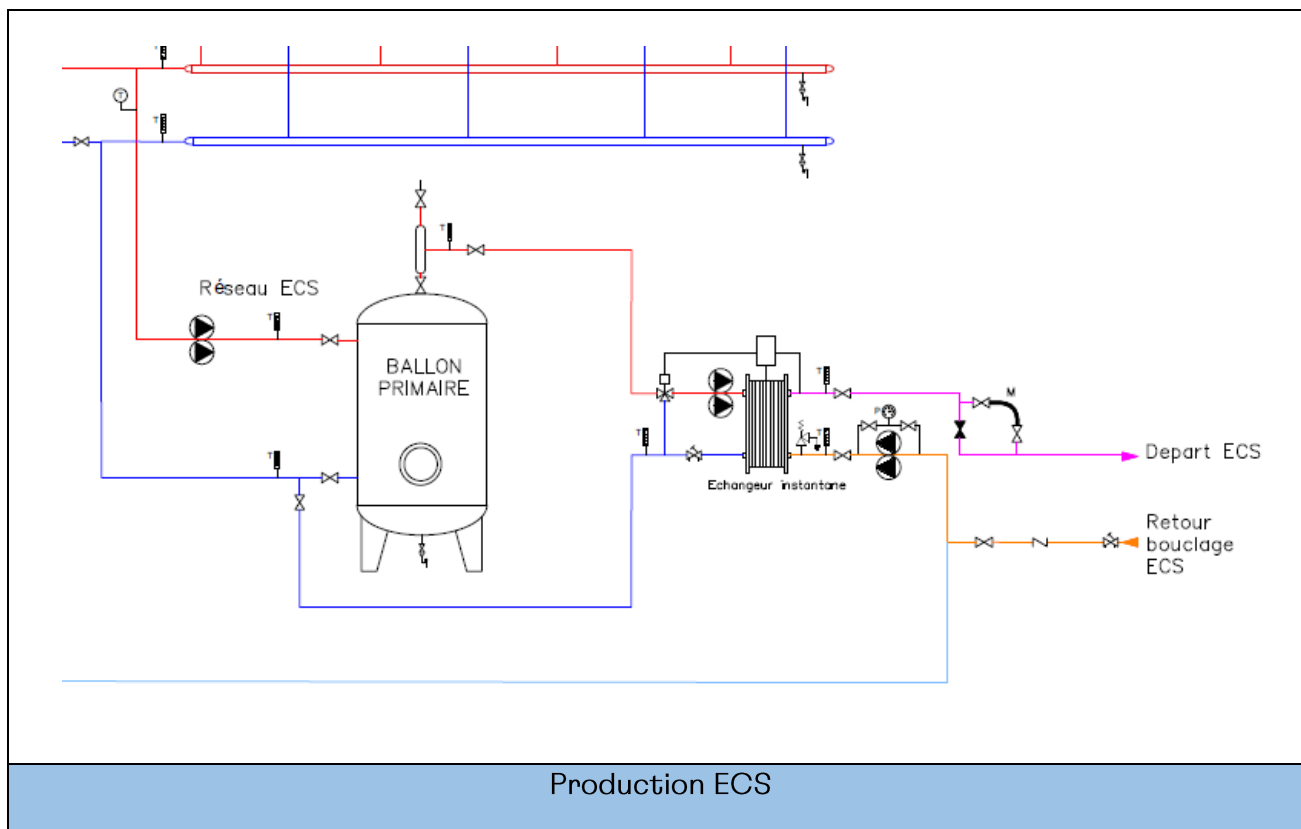 T
T
T
Réseau ECS
T
T
BALLON
PRIMAIRE
T
M
P
T
T
T
Depart ECS
Echangeur instantane
Retour
bouclage
ECS
Production ECS